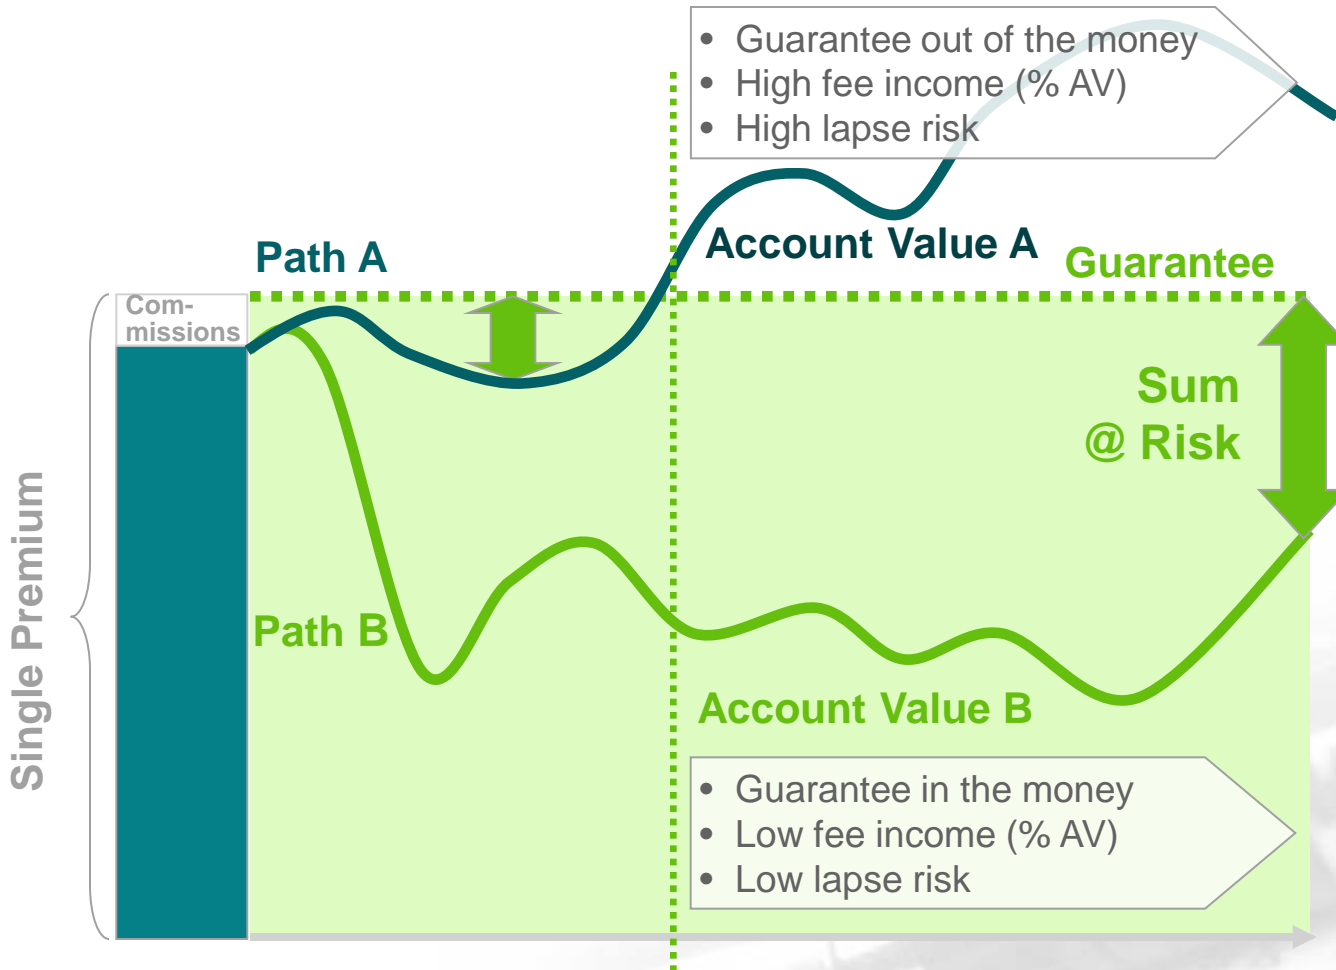 • Guarantee out of the money
• High fee income (% AV)
• High lapse risk
Path A
Account Value A
Guarantee
Com-
missions
Sum
@ Risk
Single Premium
Path B
Account Value B
• Guarantee in the money
• Low fee income (% AV)
• Low lapse risk